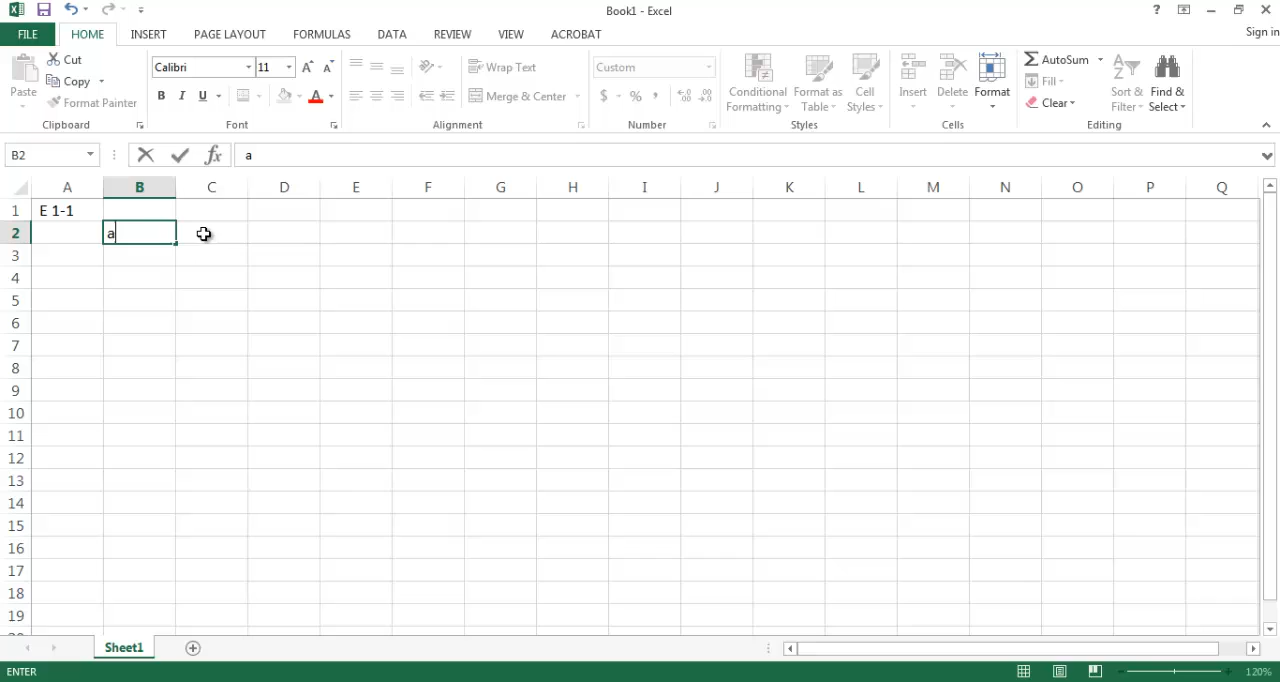 Book1 - Excel
?
Sign in
FILE HOME INSERT PAGE LAYOUT FORMULAS DATA REVIEW VIEW ACROBAT
Paste
Cut
Copy
Format Painter
Clipboard
Calibri 11 A A
B I U A
Font
Wrap Text
Merge & Center
Alignment
Custom
$ % , .00 .0
Number
Conditional Formatting
Format as Table
Cell Styles
Styles
Insert Delete Format
Cells
AutoSum
Fill
Clear
Sort & Filter
Find & Select
Editing
B2 fx a
A B C D E F G H I J K L M N O P Q
1 E 1-1
2 a
3
4
5
6
7
8
9
10
11
12
13
14
15
16
17
18
19
Sheet1
ENTER 120%